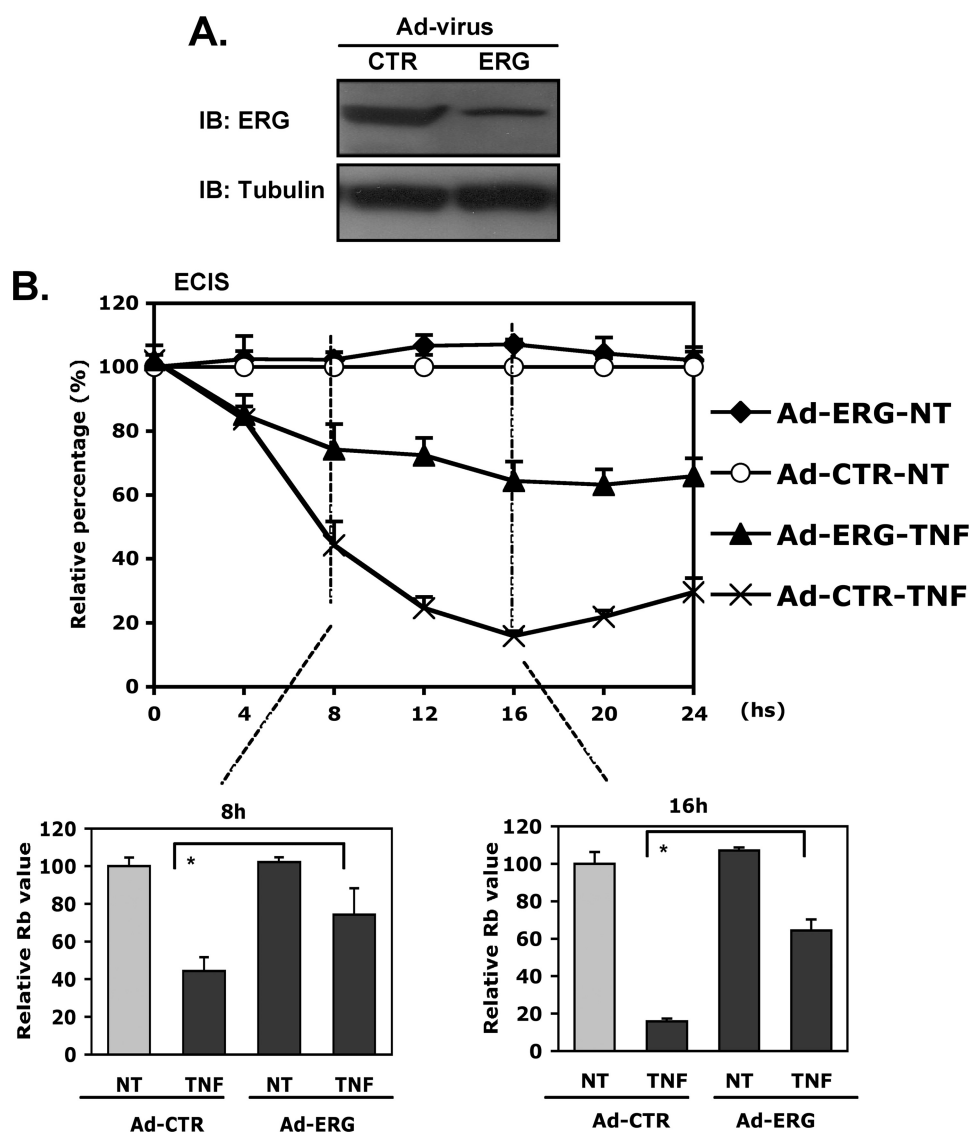 A.
Ad-virus
CTR ERG
IB: ERG
IB: Tubulin
B.
ECIS
Relative percentage (%)
120
100
80
60
40
20
0
0 4 8 12 16 20 24 (hs)
Ad-ERG-NT
Ad-CTR-NT
Ad-ERG-TNF
Ad-CTR-TNF
8h
Relative Rb value
120
100
80
60
40
20
0
*
NT TNF NT TNF
Ad-CTR Ad-ERG
16h
Relative Rb value
120
100
80
60
40
20
0
*
NT TNF NT TNF
Ad-CTR Ad-ERG